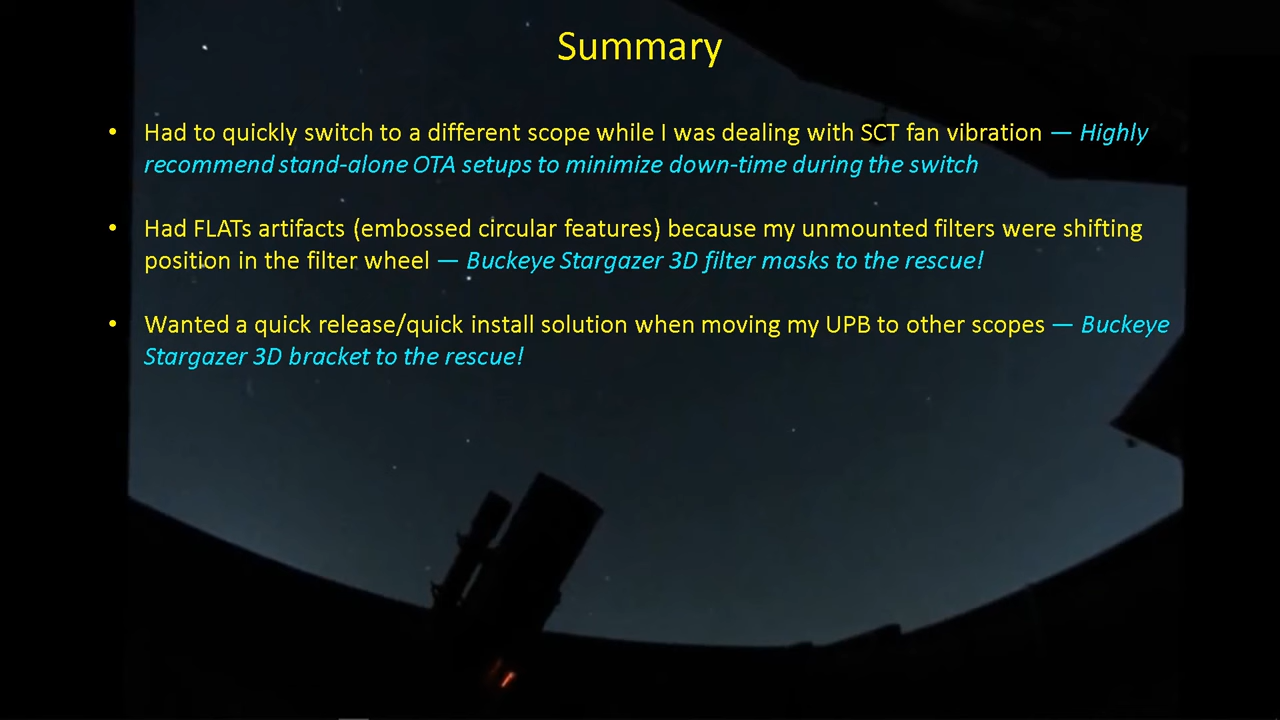 Summary
• Had to quickly switch to a different scope while I was dealing with SCT fan vibration — Highly
recommend stand-alone OTA setups to minimize down-time during the switch
• Had FLATs artifacts (embossed circular features) because my unmounted filters were shifting
position in the filter wheel — Buckeye Stargazer 3D filter masks to the rescue!
• Wanted a quick release/quick install solution when moving my UPB to other scopes — Buckeye
Stargazer 3D bracket to the rescue!